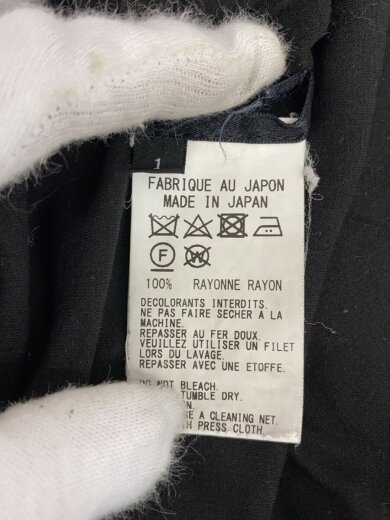 1
FABRIQUE AU JAPON
MADE IN JAPAN
F W
100% RAYONNE RAYON
DECOLORANTS INTERDITS.
NE PAS FAIRE SECHER A LA
MACHINE.
REPASSER AU FER DOUX.
VEUILLEZ UTILISER UN FILET
LORS DU LAVAGE.
REPASSER AVEC UNE ETOFFE.
DO NOT BLEACH.
TUMBLE DRY.
A CLEANING NET.
PRESS CLOTH.